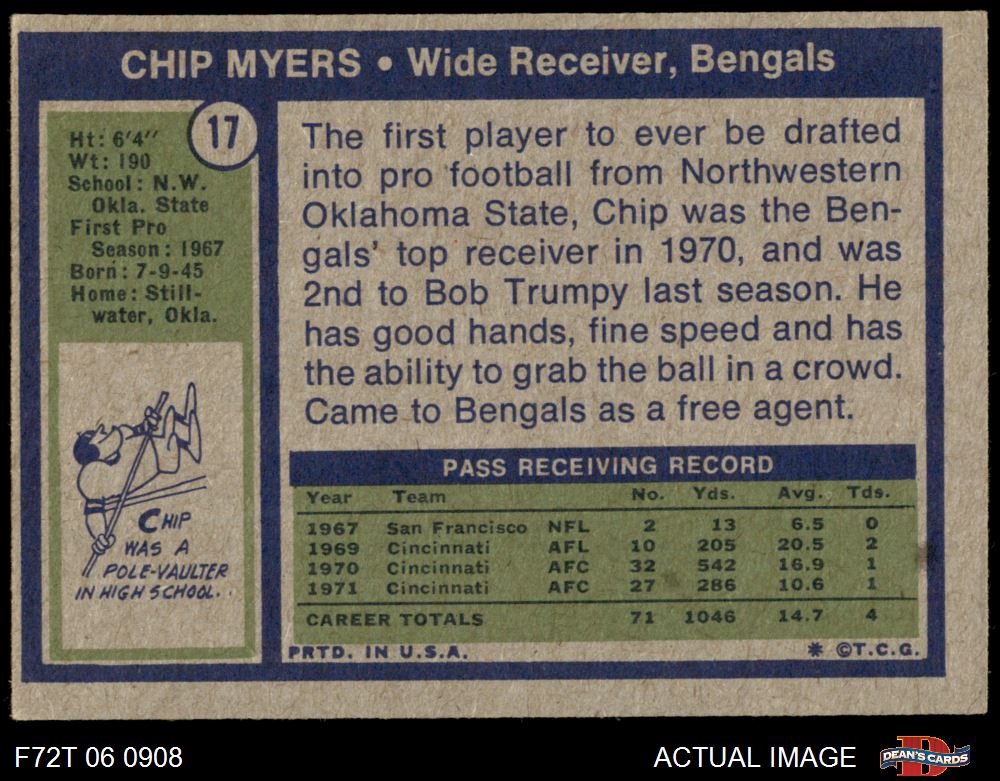 CHIP MYERS • Wide Receiver, Bengals
17
Ht: 6'4''
Wt: 190
School: N.W.
Okla. State
First Pro
Season: 1967
Born: 7-9-45
Home: Still-
water, Okla.
CHIP
WAS A
POLE-VAULTER
IN HIGH SCHOOL.
The first player to ever be drafted
into pro football from Northwestern
Oklahoma State, Chip was the Ben-
gals' top receiver in 1970, and was
2nd to Bob Trumpy last season. He
has good hands, fine speed and has
the ability to grab the ball in a crowd.
Came to Bengals as a free agent.
PASS RECEIVING RECORD
Year Team No. Yds. Avg. Tds.
1967 San Francisco NFL 2 13 6.5 0
1969 Cincinnati AFL 10 205 20.5 2
1970 Cincinnati AFC 32 542 16.9 1
1971 Cincinnati AFC 27 286 10.6 1
CAREER TOTALS 71 1046 14.7 4
PRTD. IN U.S.A. * ©T.C.G.
F72T 06 0908 ACTUAL IMAGE DEAN'S CARDS